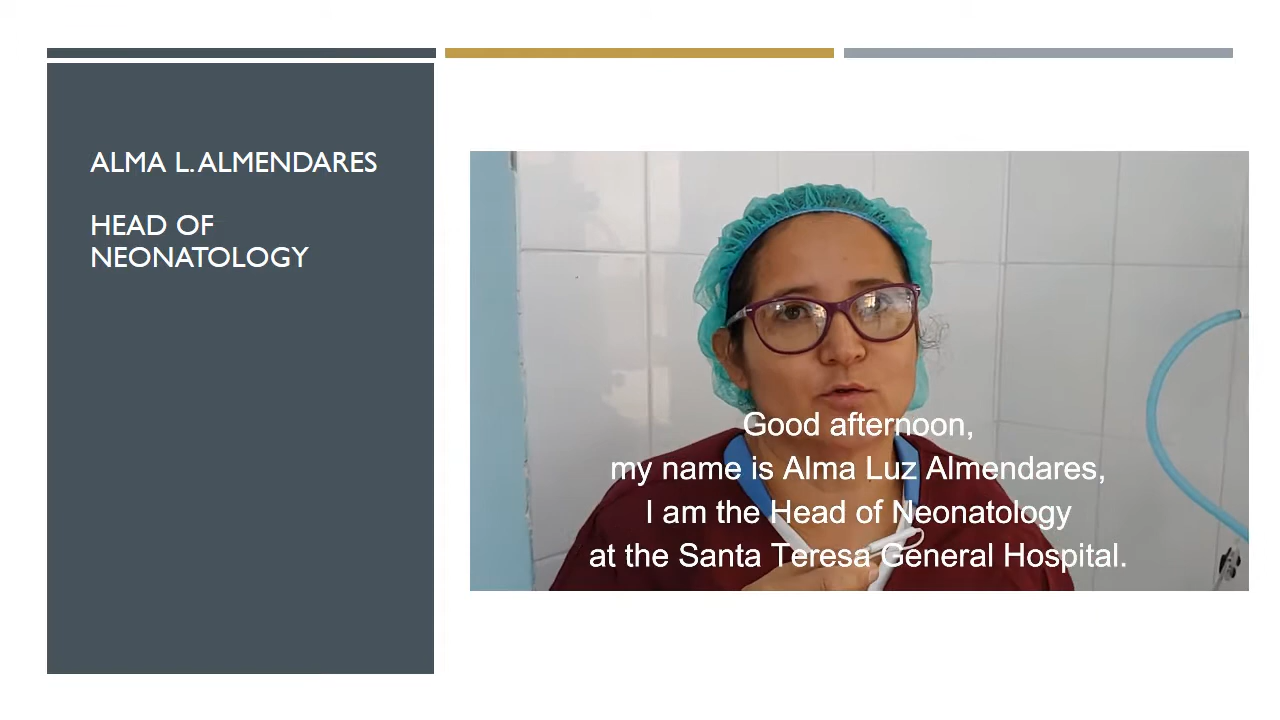 ALMA L. ALMENDARES
HEAD OF
NEONATOLOGY
Good afternoon,
my name is Alma Luz Almendares,
I am the Head of Neonatology
at the Santa Teresa General Hospital.